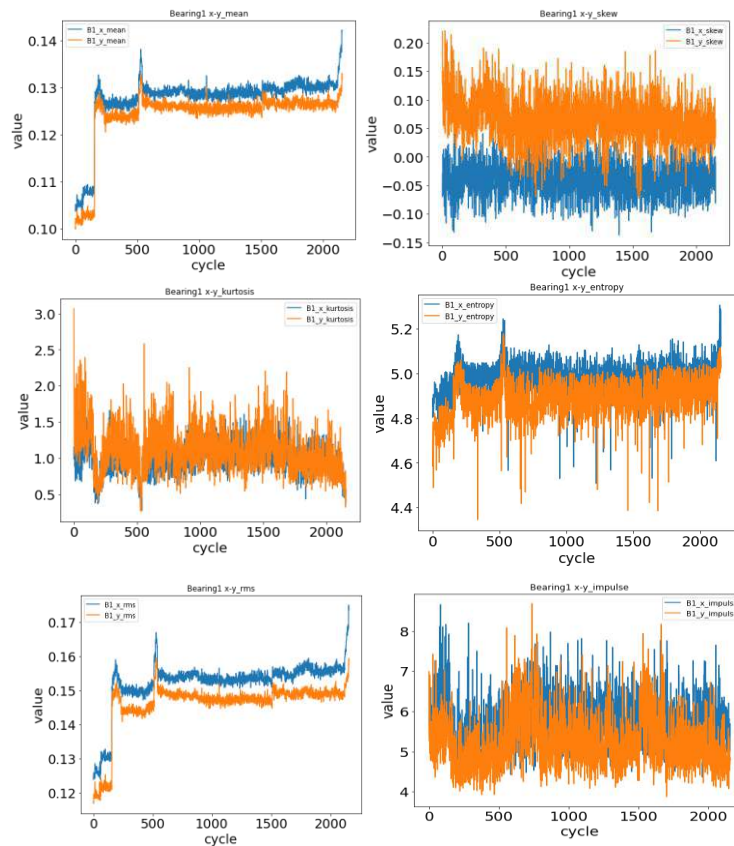 Bearing1 x-y_mean
B1_x_mean
B1_y_mean
value
0.14
0.13
0.12
0.11
0.10
0
500
1000
1500
2000
cycle
Bearing1 x-y_skew
B1_x_skew
B1_y_skew
value
0.20
0.15
0.10
0.05
0.00
−0.05
−0.10
−0.15
0
500
1000
1500
2000
cycle
Bearing1 x-y_kurtosis
B1_x_kurtosis
B1_y_kurtosis
value
3.0
2.5
2.0
1.5
1.0
0.5
0
500
1000
1500
2000
cycle
Bearing1 x-y_entropy
B1_x_entropy
B1_y_entropy
value
5.2
5.0
4.8
4.6
4.4
0
500
1000
1500
2000
cycle
Bearing1 x-y_rms
B1_x_rms
B1_y_rms
value
0.17
0.16
0.15
0.14
0.13
0.12
0
500
1000
1500
2000
cycle
Bearing1 x-y_impulse
B1_x_impuls
B1_y_impuls
value
8
7
6
5
4
0
500
1000
1500
2000
cycle